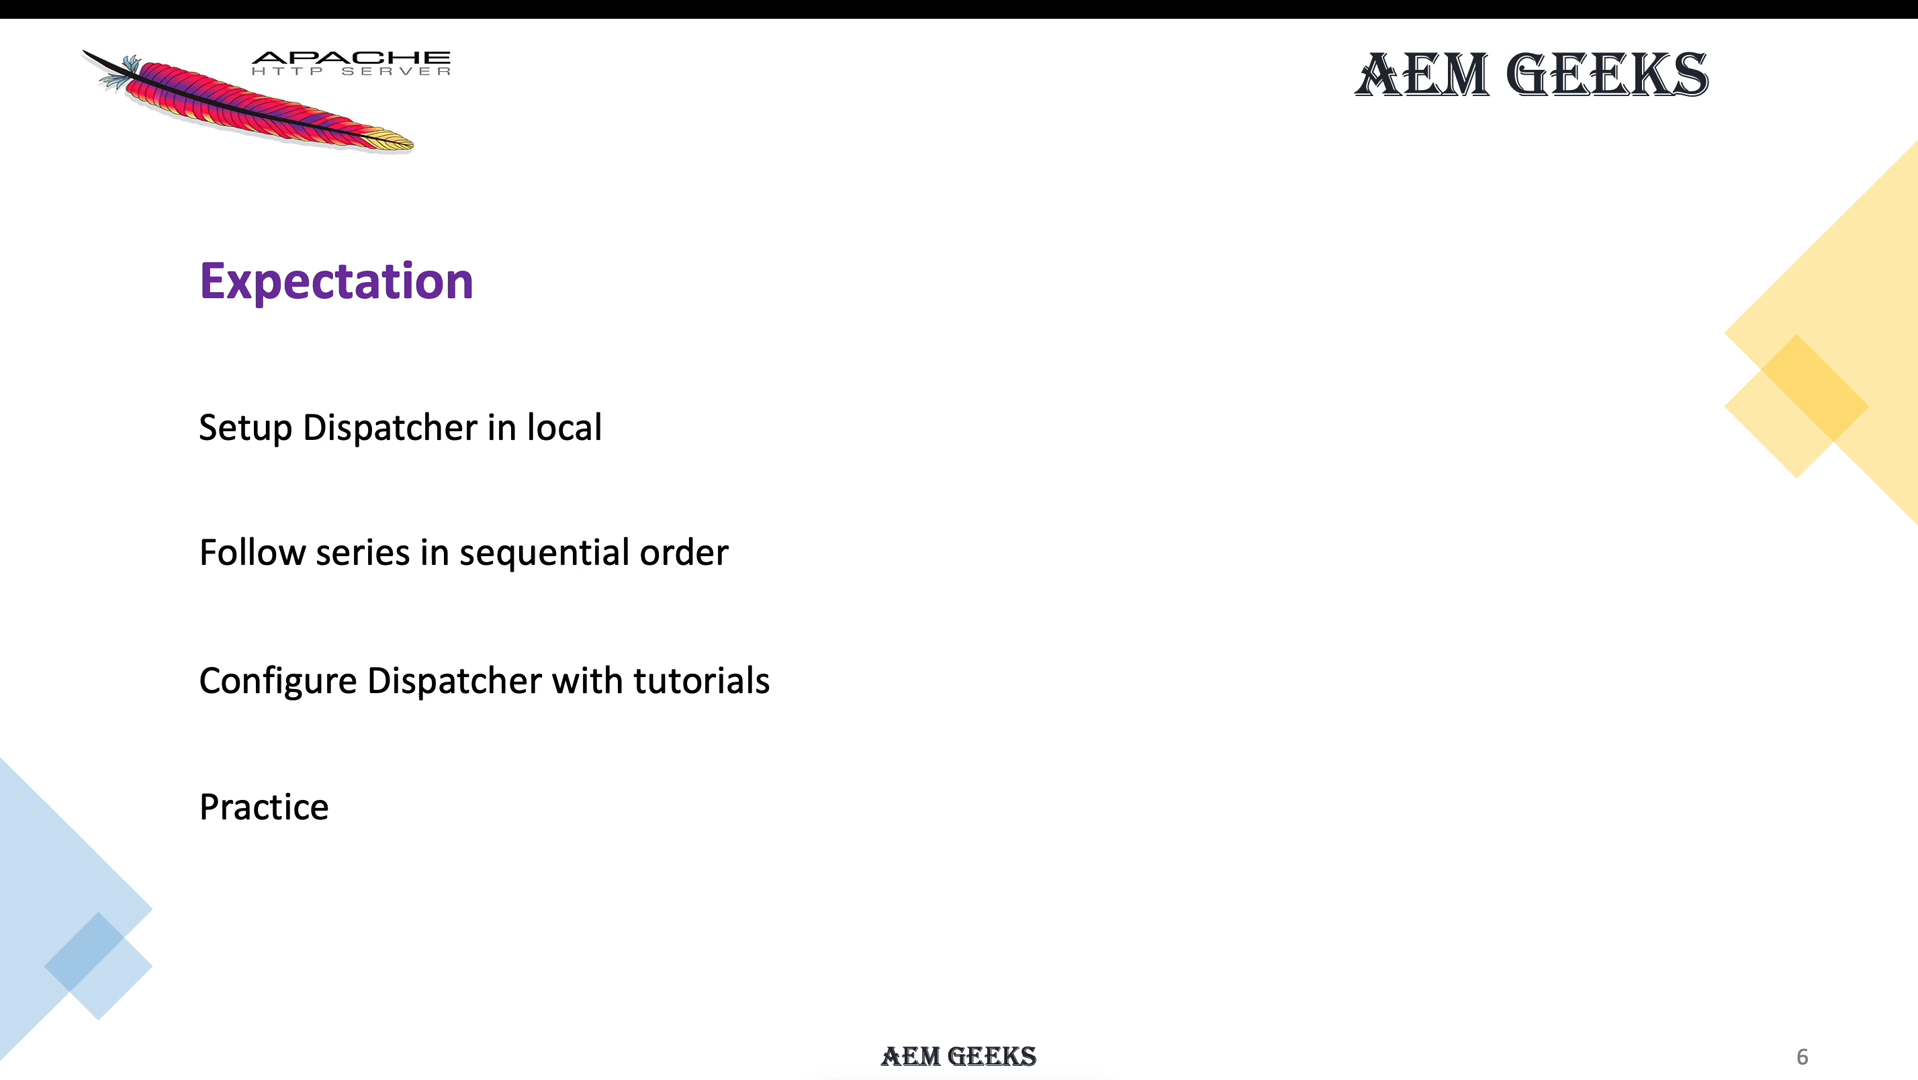 APACHE
HTTP SERVER
AEM GEEKS
Expectation
Setup Dispatcher in local
Follow series in sequential order
Configure Dispatcher with tutorials
Practice
AEM GEEKS
6